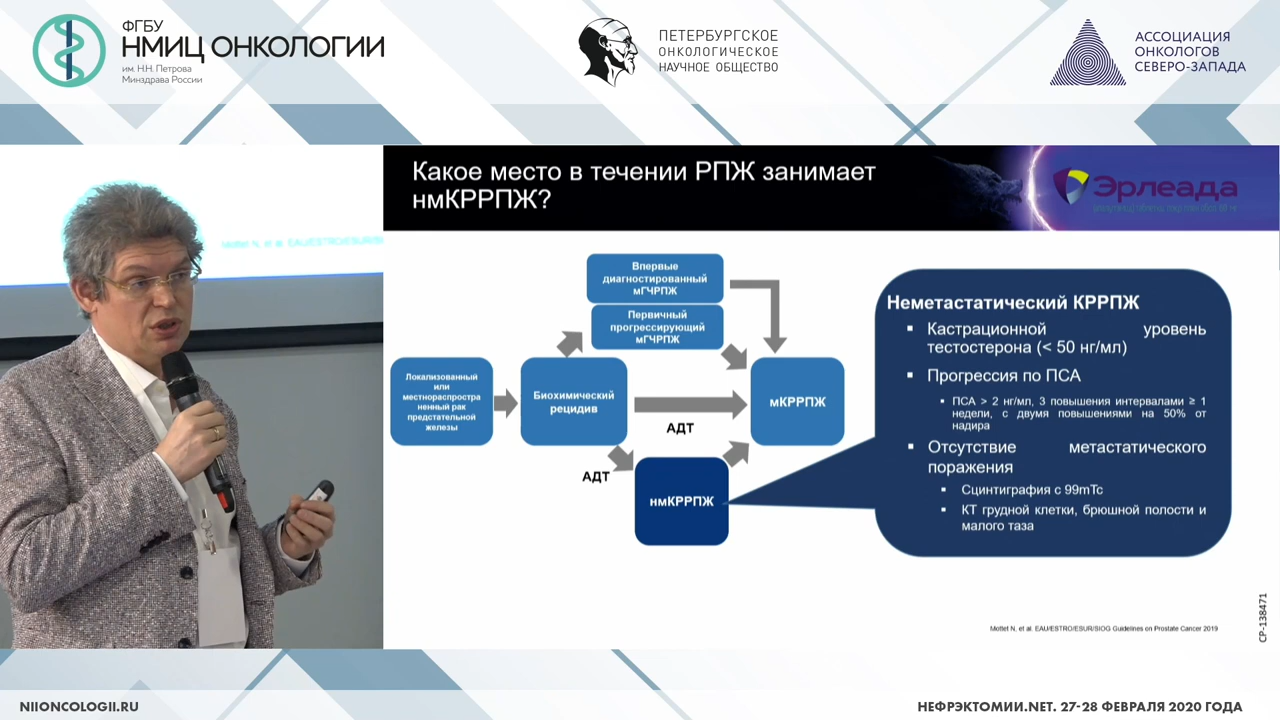 ФГБУ
НМИЦ ОНКОЛОГИИ
им. Н.Н. Петрова
Минздрава России
ПЕТЕРБУРГСКОЕ
ОНКОЛОГИЧЕСКОЕ
НАУЧНОЕ ОБЩЕСТВО
АССОЦИАЦИЯ
ОНКОЛОГОВ
СЕВЕРО-ЗАПАДА
Какое место в течении РПЖ занимает
нмКРРПЖ?
Эрлеада
Впервые
диагностированный
мГЧРПЖ
Первичный
прогрессирующий
мГЧРПЖ
Локализованный
или
местнораспростра
ненный рак
предстательной
железы
Биохимический
рецидив
АДТ
мКРРПЖ
АДТ
нмКРРПЖ
Неметастатический КРРПЖ
▪ Кастрационной уровень
тестостерона (< 50 нг/мл)
▪ Прогрессия по ПСА
▪ ПСА > 2 нг/мл, 3 повышения интервалами ≥ 1
недели, с двумя повышениями на 50% от
надира
▪ Отсутствие метастатического
поражения
▪ Сцинтиграфия с 99mTc
▪ КТ грудной клетки, брюшной полости и
малого таза
Mottet N, et al. EAU/ESTRO/ESUR/SIOG Guidelines on Prostate Cancer 2019
CP-138471
NIIONCOLOGII.RU
НЕФРЭКТОМИИ.NET. 27-28 ФЕВРАЛЯ 2020 ГОДА